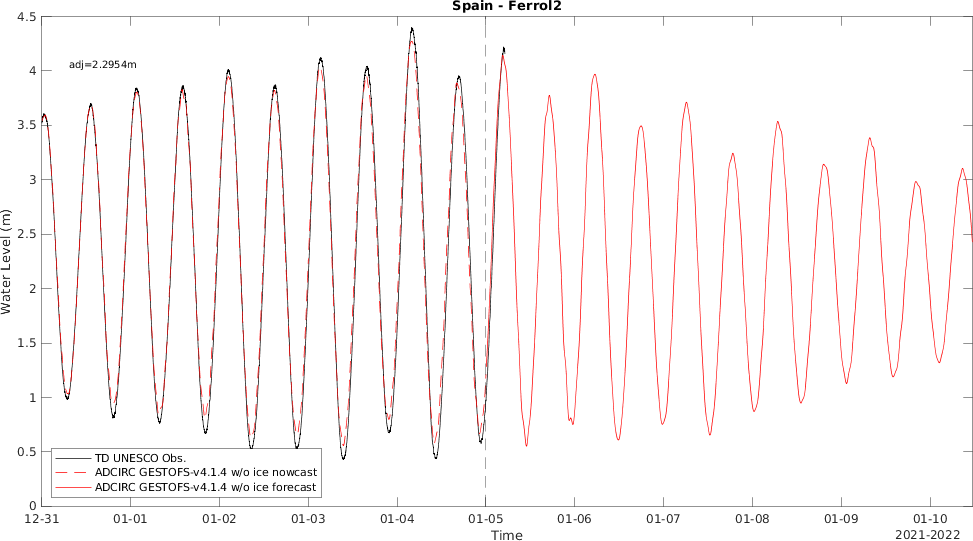 Spain - Ferrol2
adj=2.2954m
Water Level (m)
4.5
4
3.5
3
2.5
2
1.5
1
0.5
0
TD UNESCO Obs.
ADCIRC GESTOFS-v4.1.4 w/o ice nowcast
ADCIRC GESTOFS-v4.1.4 w/o ice forecast
12-31 01-01 01-02 01-03 01-04 01-05 01-06 01-07 01-08 01-09 01-10
Time
2021-2022